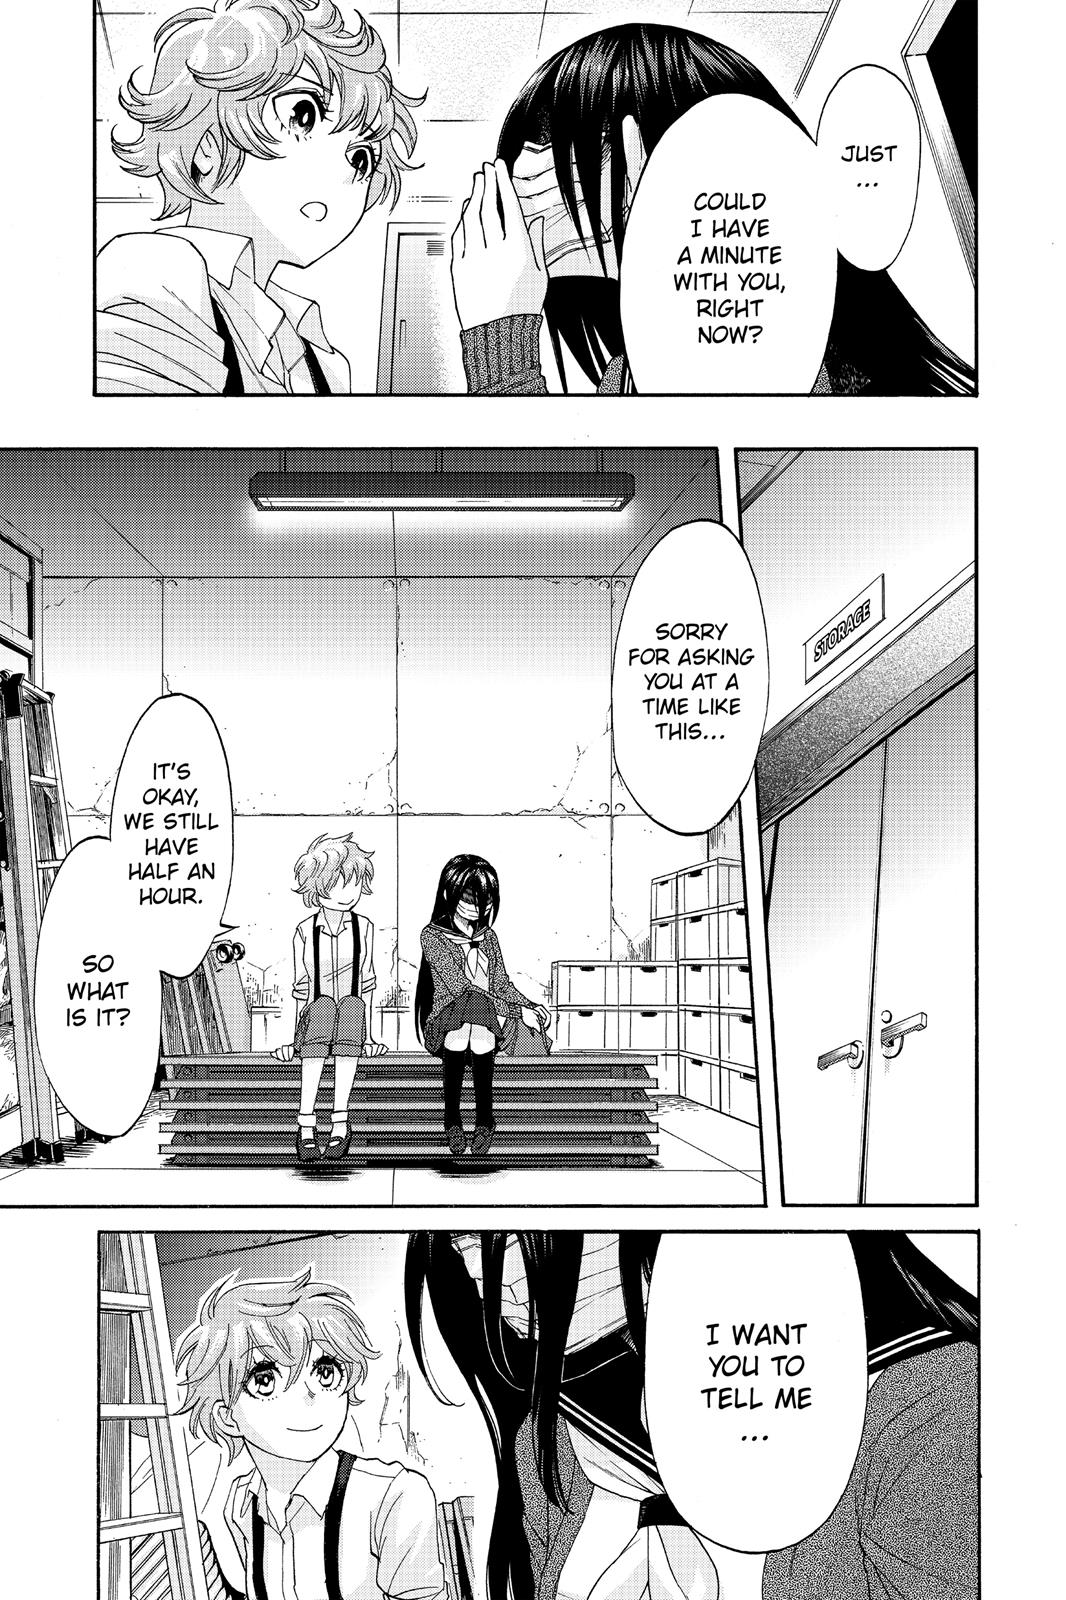 JUST
...
COULD
I HAVE
A MINUTE
WITH YOU,
RIGHT
NOW?
STORAGE
SORRY
FOR ASKING
YOU AT A
TIME LIKE
THIS...
IT'S
OKAY,
WE STILL
HAVE
HALF AN
HOUR.
SO
WHAT
IS IT?
I WANT
YOU TO
TELL ME
...